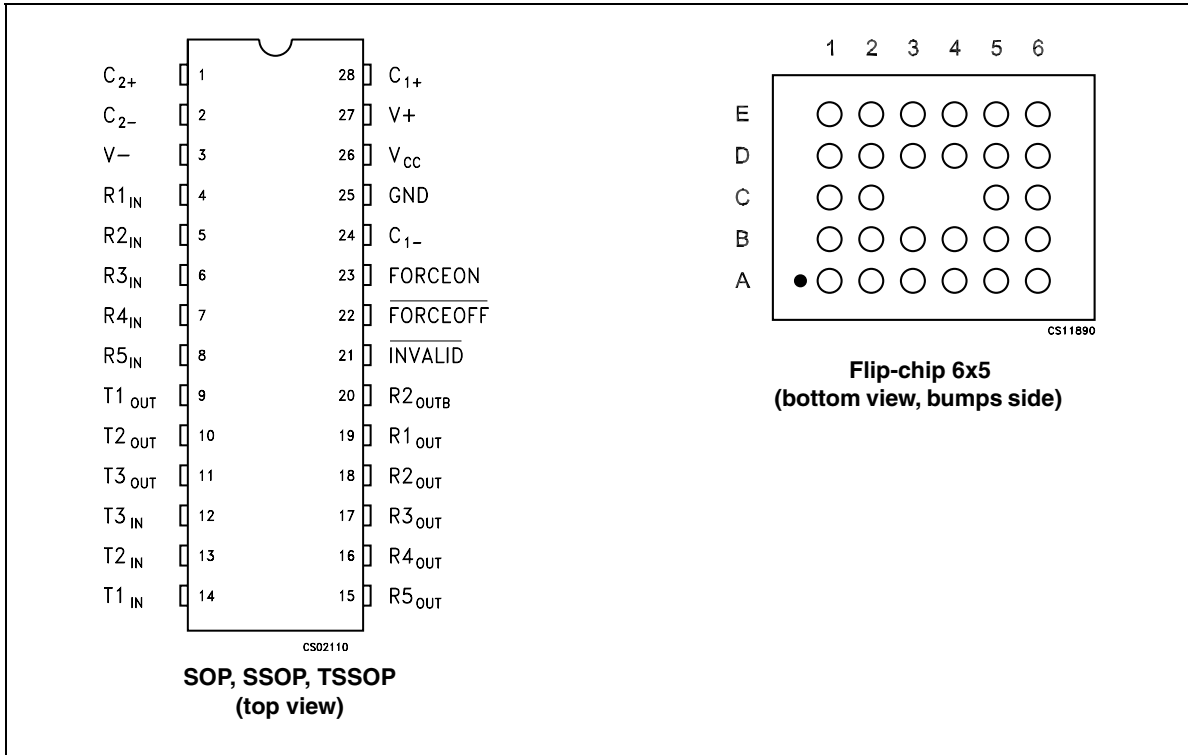 C2+ 1 28 C1+
C2- 2 27 V+
V- 3 26 VCC
R1IN 4 25 GND
R2IN 5 24 C1-
R3IN 6 23 FORCEON
R4IN 7 22 FORCEOFF
R5IN 8 21 INVALID
T1OUT 9 20 R2OUTB
T2OUT 10 19 R1OUT
T3OUT 11 18 R2OUT
T3IN 12 17 R3OUT
T2IN 13 16 R4OUT
T1IN 14 15 R5OUT
CS02110
SOP, SSOP, TSSOP
(top view)
1 2 3 4 5 6
E
D
C
B
A
CS11890
Flip-chip 6x5
(bottom view, bumps side)